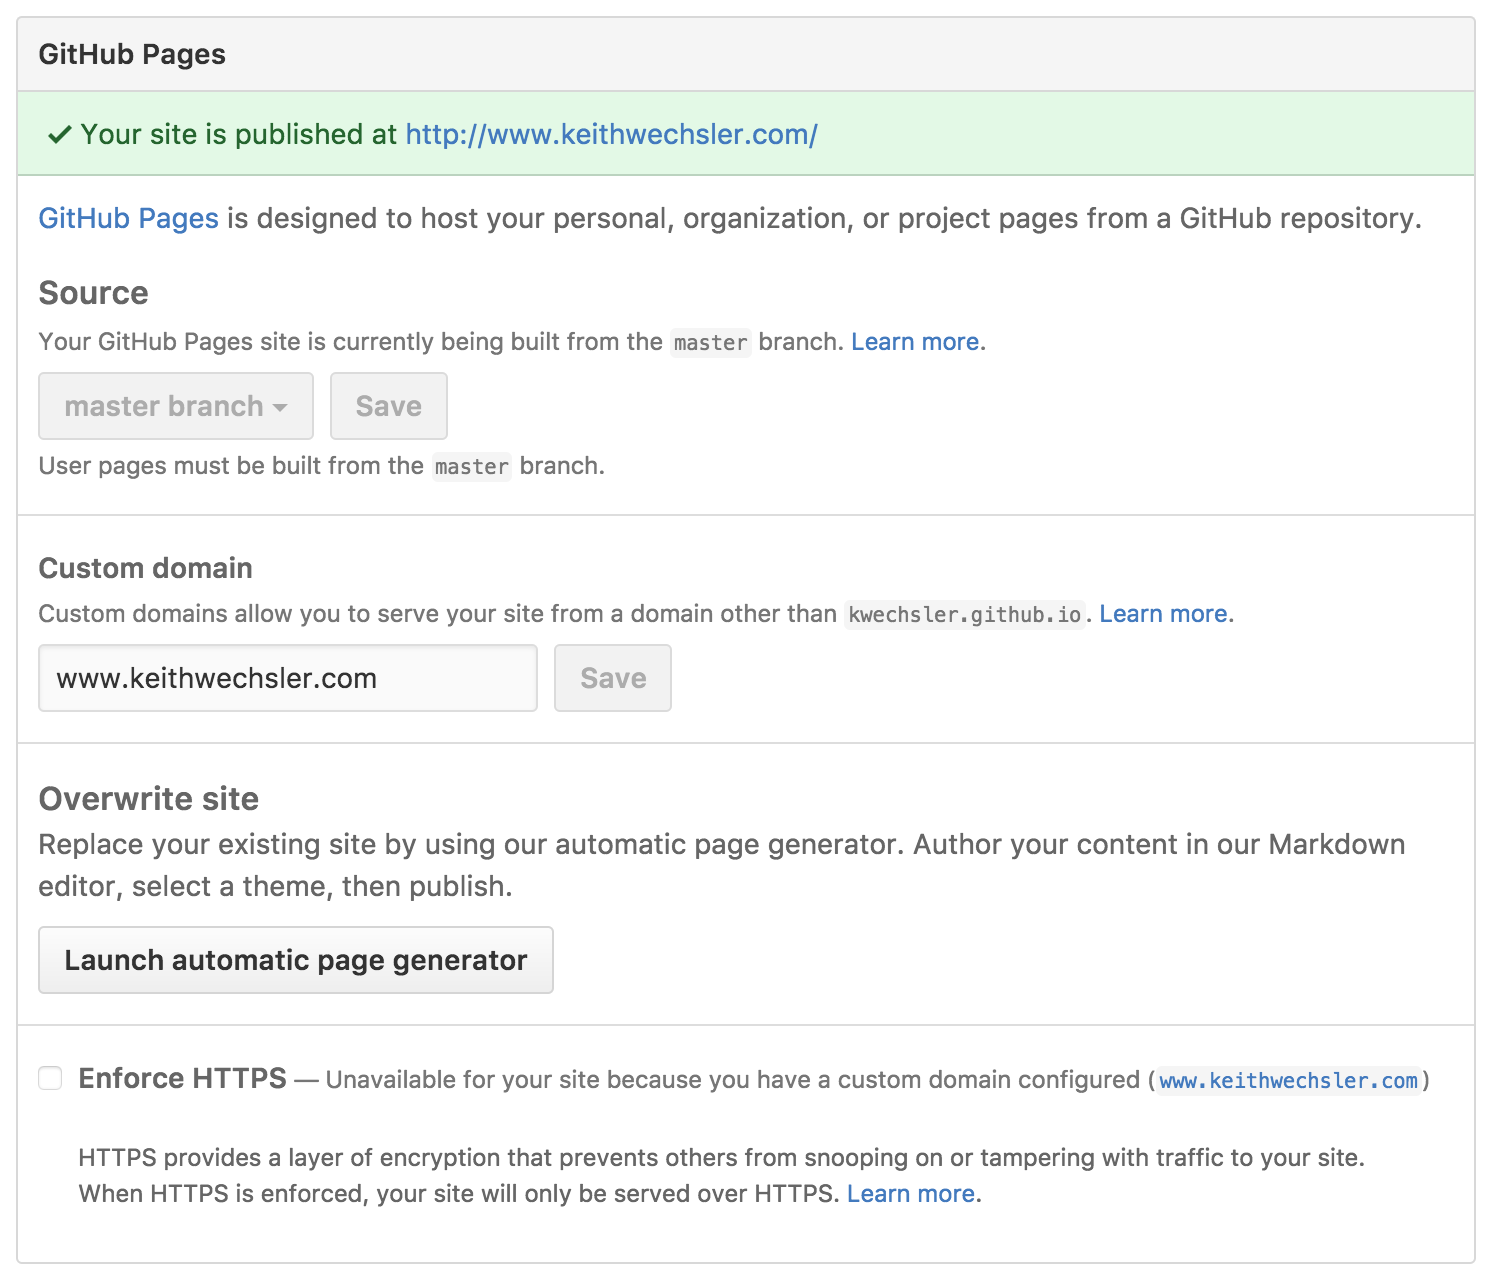 GitHub Pages
Your site is published at http://www.keithwechsler.com/
GitHub Pages is designed to host your personal, organization, or project pages from a GitHub repository.
Source
Your GitHub Pages site is currently being built from the master branch. Learn more.
master branch Save
User pages must be built from the master branch.
Custom domain
Custom domains allow you to serve your site from a domain other than kwechsler.github.io. Learn more.
www.keithwechsler.com Save
Overwrite site
Replace your existing site by using our automatic page generator. Author your content in our Markdown
editor, select a theme, then publish.
Launch automatic page generator
Enforce HTTPS — Unavailable for your site because you have a custom domain configured (www.keithwechsler.com)
HTTPS provides a layer of encryption that prevents others from snooping on or tampering with traffic to your site.
When HTTPS is enforced, your site will only be served over HTTPS. Learn more.